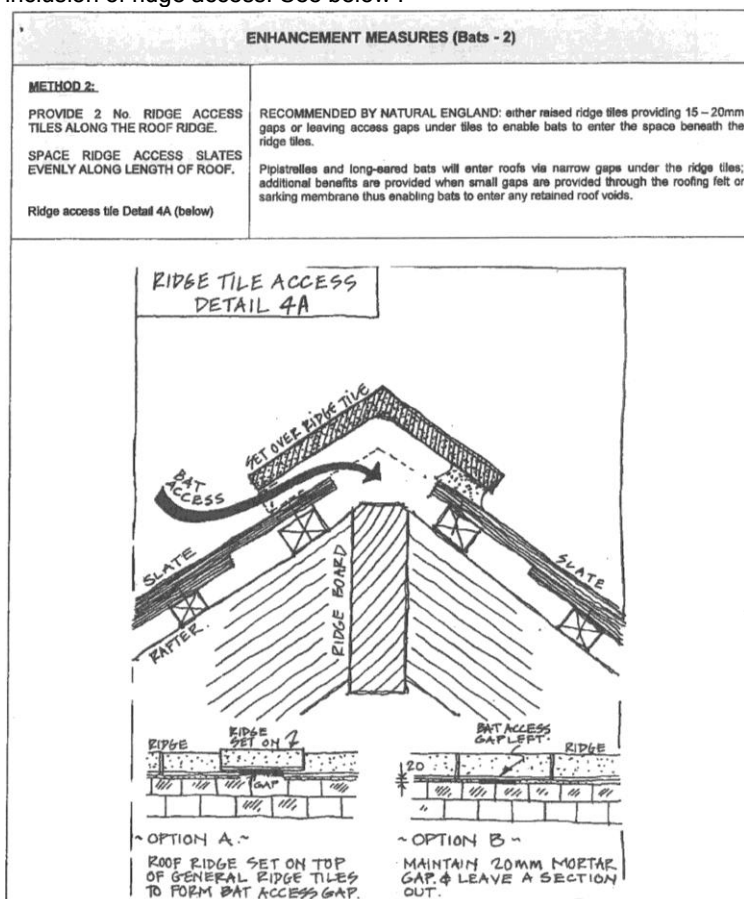 inclusion of ridge access. See below :
ENHANCEMENT MEASURES (Bats - 2)
METHOD 2:
PROVIDE 2 No. RIDGE ACCESS
TILES ALONG THE ROOF RIDGE.
SPACE RIDGE ACCESS SLATES
EVENLY ALONG LENGTH OF ROOF.
Ridge access tile Detail 4A (below)
RECOMMENDED BY NATURAL ENGLAND: either raised ridge tiles providing 15 – 20mm
gaps or leaving access gaps under tiles to enable bats to enter the space beneath the
ridge tiles.
Pipistrelles and long-eared bats will enter roofs via narrow gaps under the ridge tiles;
additional benefits are provided when small gaps are provided through the roofing felt or
sarking membrane thus enabling bats to enter any retained roof voids.
RIDGE TILE ACCESS
DETAIL 4A
SET OVER RIDGE TILE
BAT
ACCESS
SLATE
RAFTER
RIDGE BOARD
SLATE
RIDGE
RIDGE
SET ON
GAP
BAT ACCESS
GAP LEFT.
RIDGE
20
~ OPTION A ~
ROOF RIDGE SET ON TOP
OF GENERAL RIDGE TILES
TO FORM BAT ACCESS GAP.
~ OPTION B ~
MAINTAIN 20mm MORTAR
GAP. & LEAVE A SECTION
OUT.